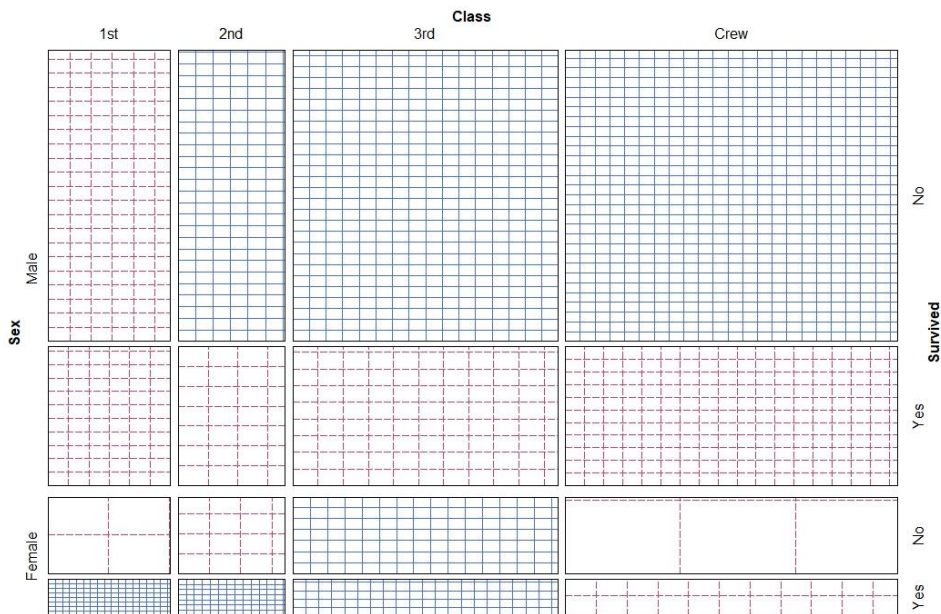 Class
1st 2nd 3rd Crew
Sex
Male
Female
Survived
No
Yes
No
Yes